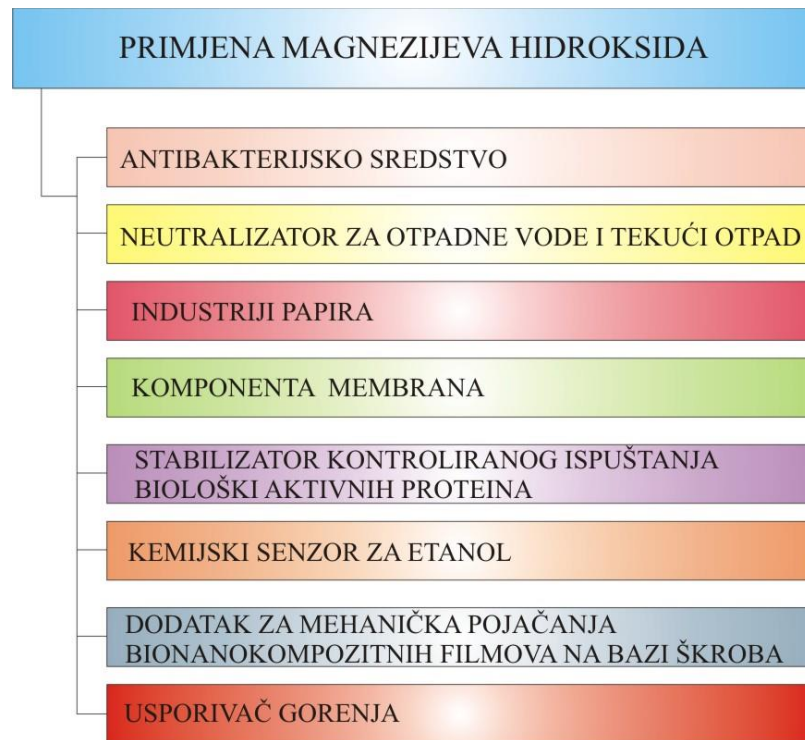 PRIMJENA MAGNEZIJEVA HIDROKSIDA
ANTIBAKTERIJSKO SREDSTVO
NEUTRALIZATOR ZA OTPADNE VODE I TEKUĆI OTPAD
INDUSTRIJI PAPIRA
KOMPONENTA MEMBRANA
STABILIZATOR KONTROLIRANOG ISPUŠTANJA
BIOLOŠKI AKTIVNIH PROTEINA
KEMIJSKI SENZOR ZA ETANOL
DODATAK ZA MEHANIČKA POJAČANJA
BIONANOKOMPOZITNIH FILMOVA NA BAZI ŠKROBA
USPORIVAČ GORENJA